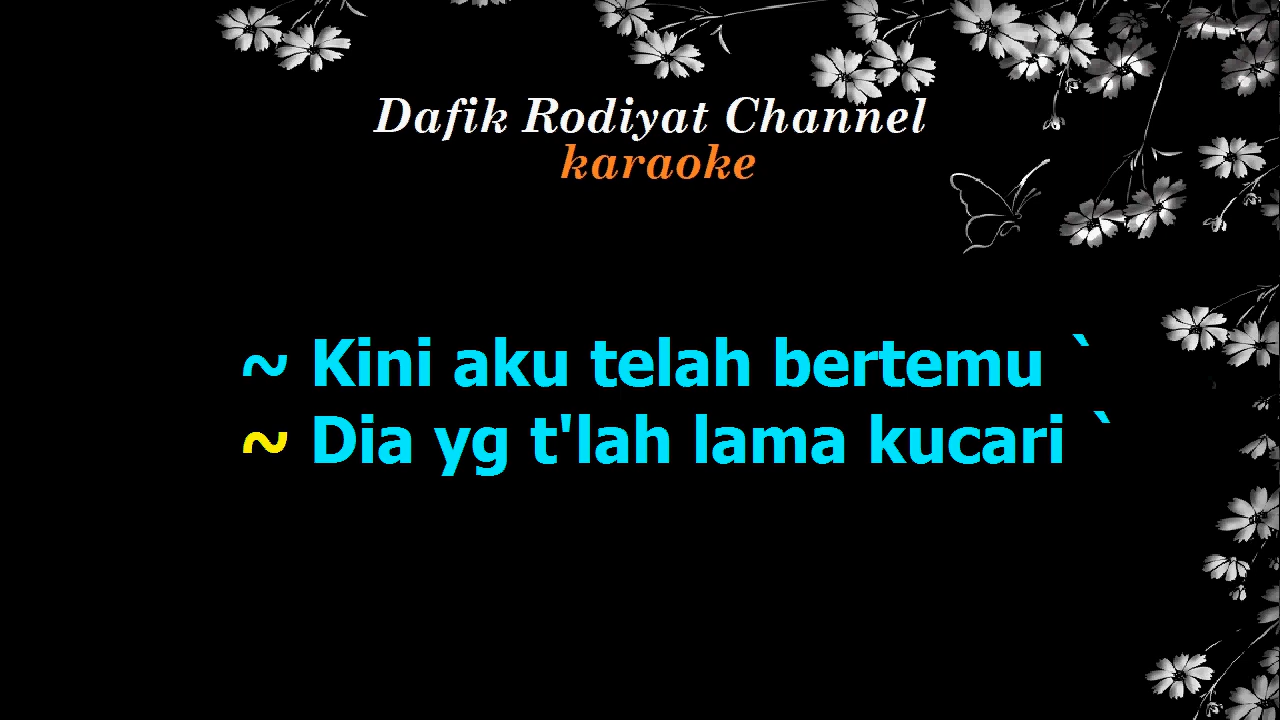 Dafik Rodiyat Channel
karaoke
~ Kini aku telah bertemu `
~ Dia yg t'lah lama kucari `